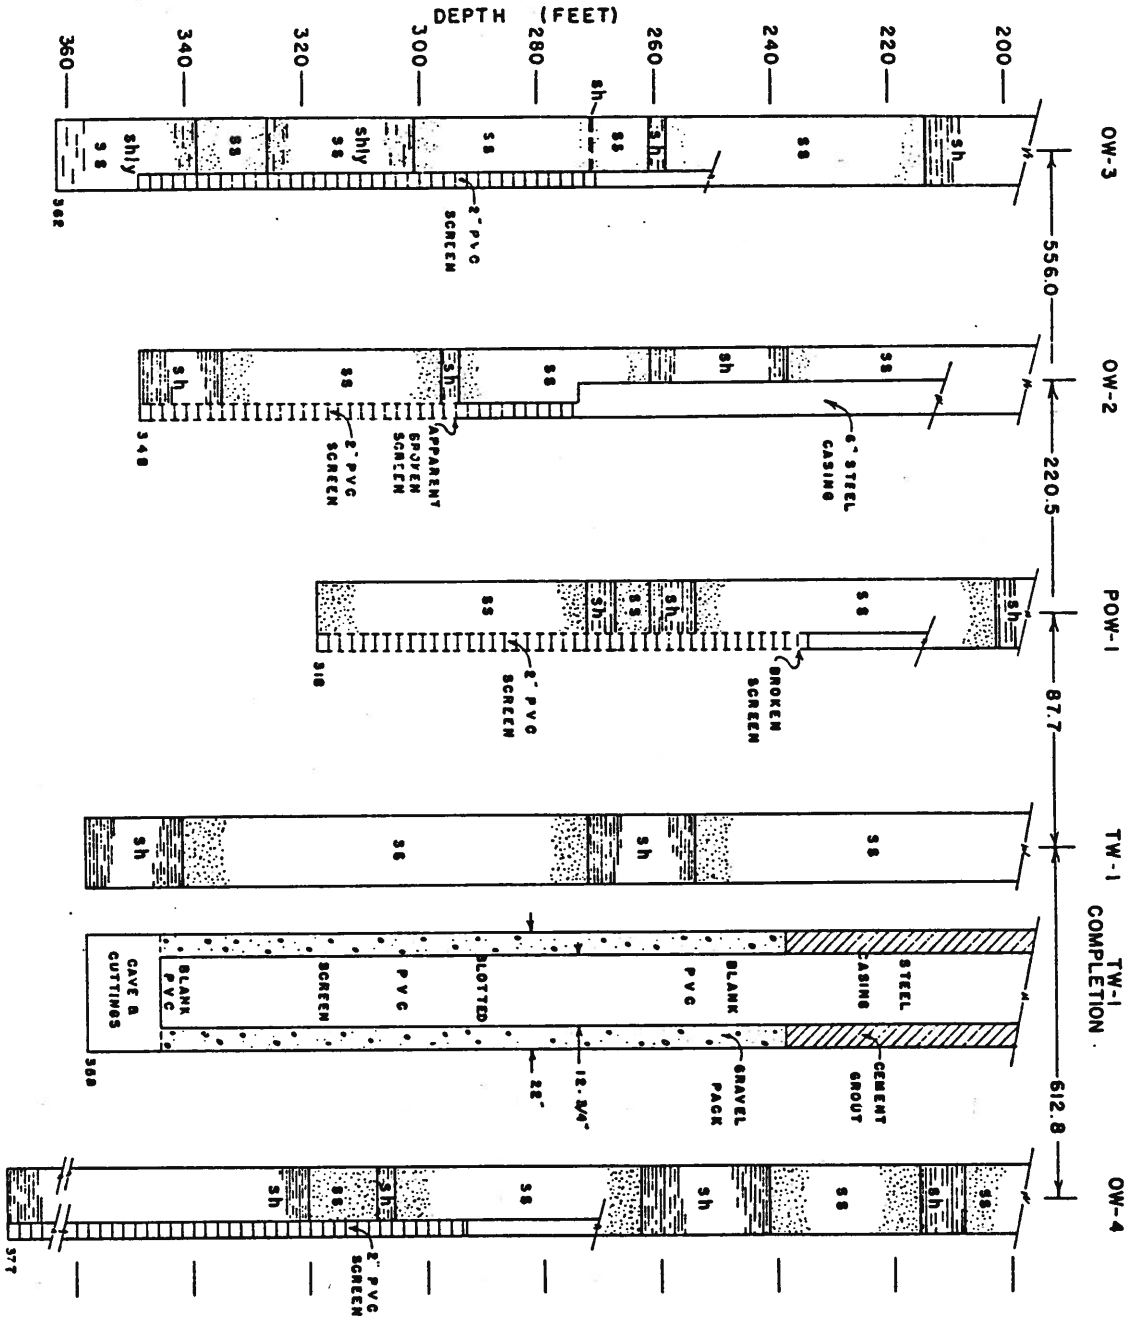 OW-3
OW-2
POW-1
TW-1
TW-1
COMPLETION
OW-4
556.0
220.5
87.7
612.8
DEPTH (FEET)
200
220
240
260
280
300
320
340
360
sh
ss
sh
ss
sh
ss
shly
ss
ss
shly
ss
2" PVC
SCREEN
362
ss
sh
ss
sh
ss
sh
6" STEEL
CASING
APPARENT
BROKEN
SCREEN
2" PVC
SCREEN
348
sh
ss
sh
ss
sh
ss
BROKEN
SCREEN
2" PVC
SCREEN
318
ss
sh
ss
sh
STEEL
CASING
BLANK
PVC
SLOTTED
PVC
SCREEN
BLANK
PVC
CAVE &
CUTTINGS
CEMENT
GROUT
GRAVEL
PACK
12-3/4"
22"
358
ss
sh
ss
sh
ss
sh
ss
sh
2" PVC
SCREEN
377